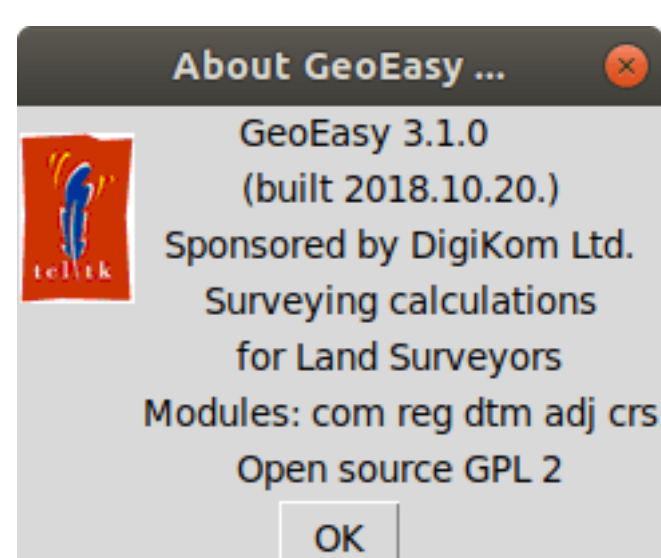 About GeoEasy ...
GeoEasy 3.1.0
(built 2018.10.20.)
tcl\tk
Sponsored by DigiKom Ltd.
Surveying calculations
for Land Surveyors
Modules: com reg dtm adj crs
Open source GPL 2
OK